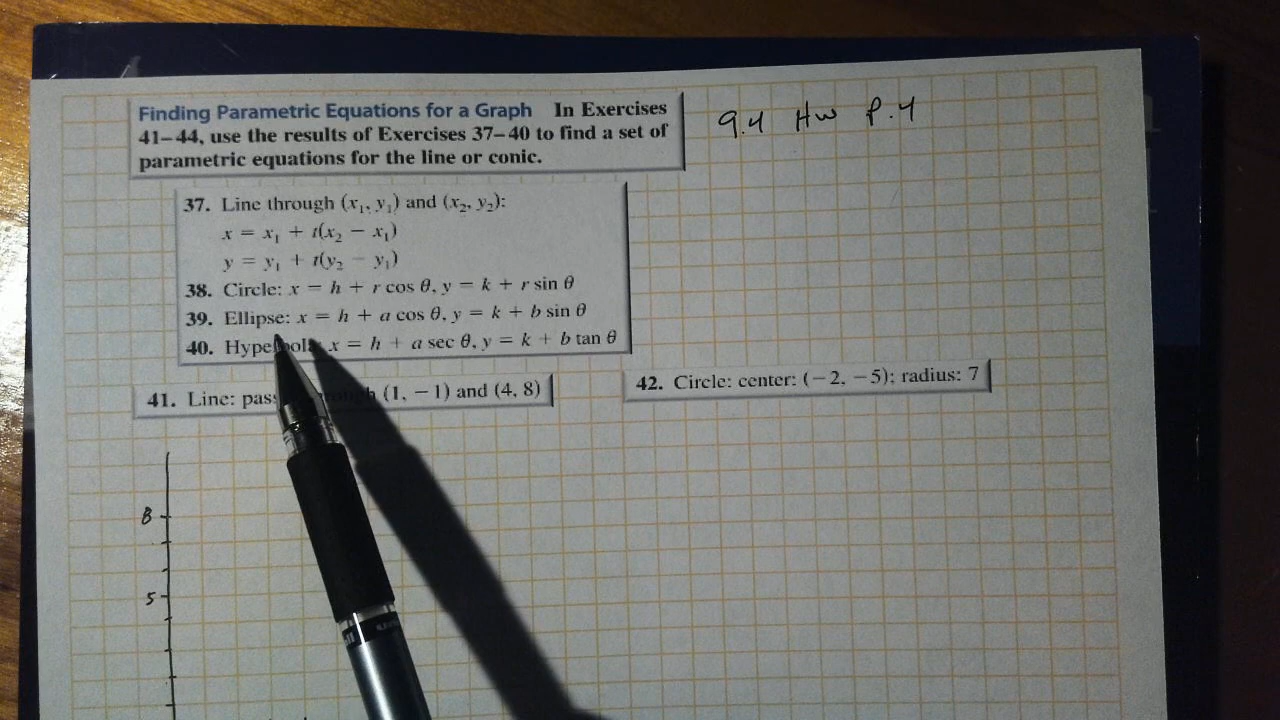 Finding Parametric Equations for a Graph In Exercises
41–44, use the results of Exercises 37–40 to find a set of
parametric equations for the line or conic.
9.4 HW P.4
37. Line through (x₁, y₁) and (x₂, y₂):
x = x₁ + t(x₂ − x₁)
y = y₁ + t(y₂ − y₁)
38. Circle: x = h + r cos θ, y = k + r sin θ
39. Ellipse: x = h + a cos θ, y = k + b sin θ
40. Hyperbola: x = h + a sec θ, y = k + b tan θ
41. Line: passes through (1, −1) and (4, 8)
42. Circle: center: (−2, −5); radius: 7
8
5